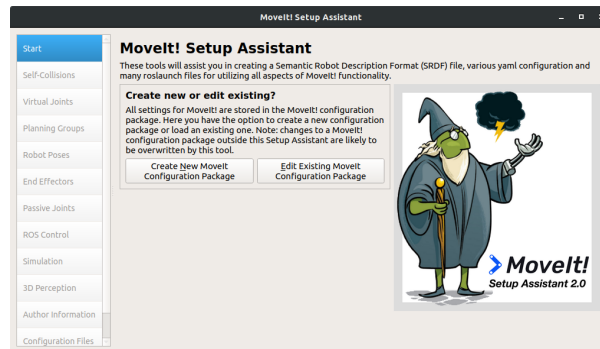 MoveIt! Setup Assistant
Start
Self-Collisions
Virtual Joints
Planning Groups
Robot Poses
End Effectors
Passive Joints
ROS Control
Simulation
3D Perception
Author Information
Configuration Files
MoveIt! Setup Assistant
These tools will assist you in creating a Semantic Robot Description Format (SRDF) file, various yaml configuration and
many roslaunch files for utilizing all aspects of MoveIt! functionality.
Create new or edit existing?
All settings for MoveIt! are stored in the MoveIt! configuration
package. Here you have the option to create a new configuration
package or load an existing one. Note: changes to a MoveIt!
configuration package outside this Setup Assistant are likely to
be overwritten by this tool.
Create New MoveIt
Configuration Package
Edit Existing MoveIt
Configuration Package
MoveIt!
Setup Assistant 2.0